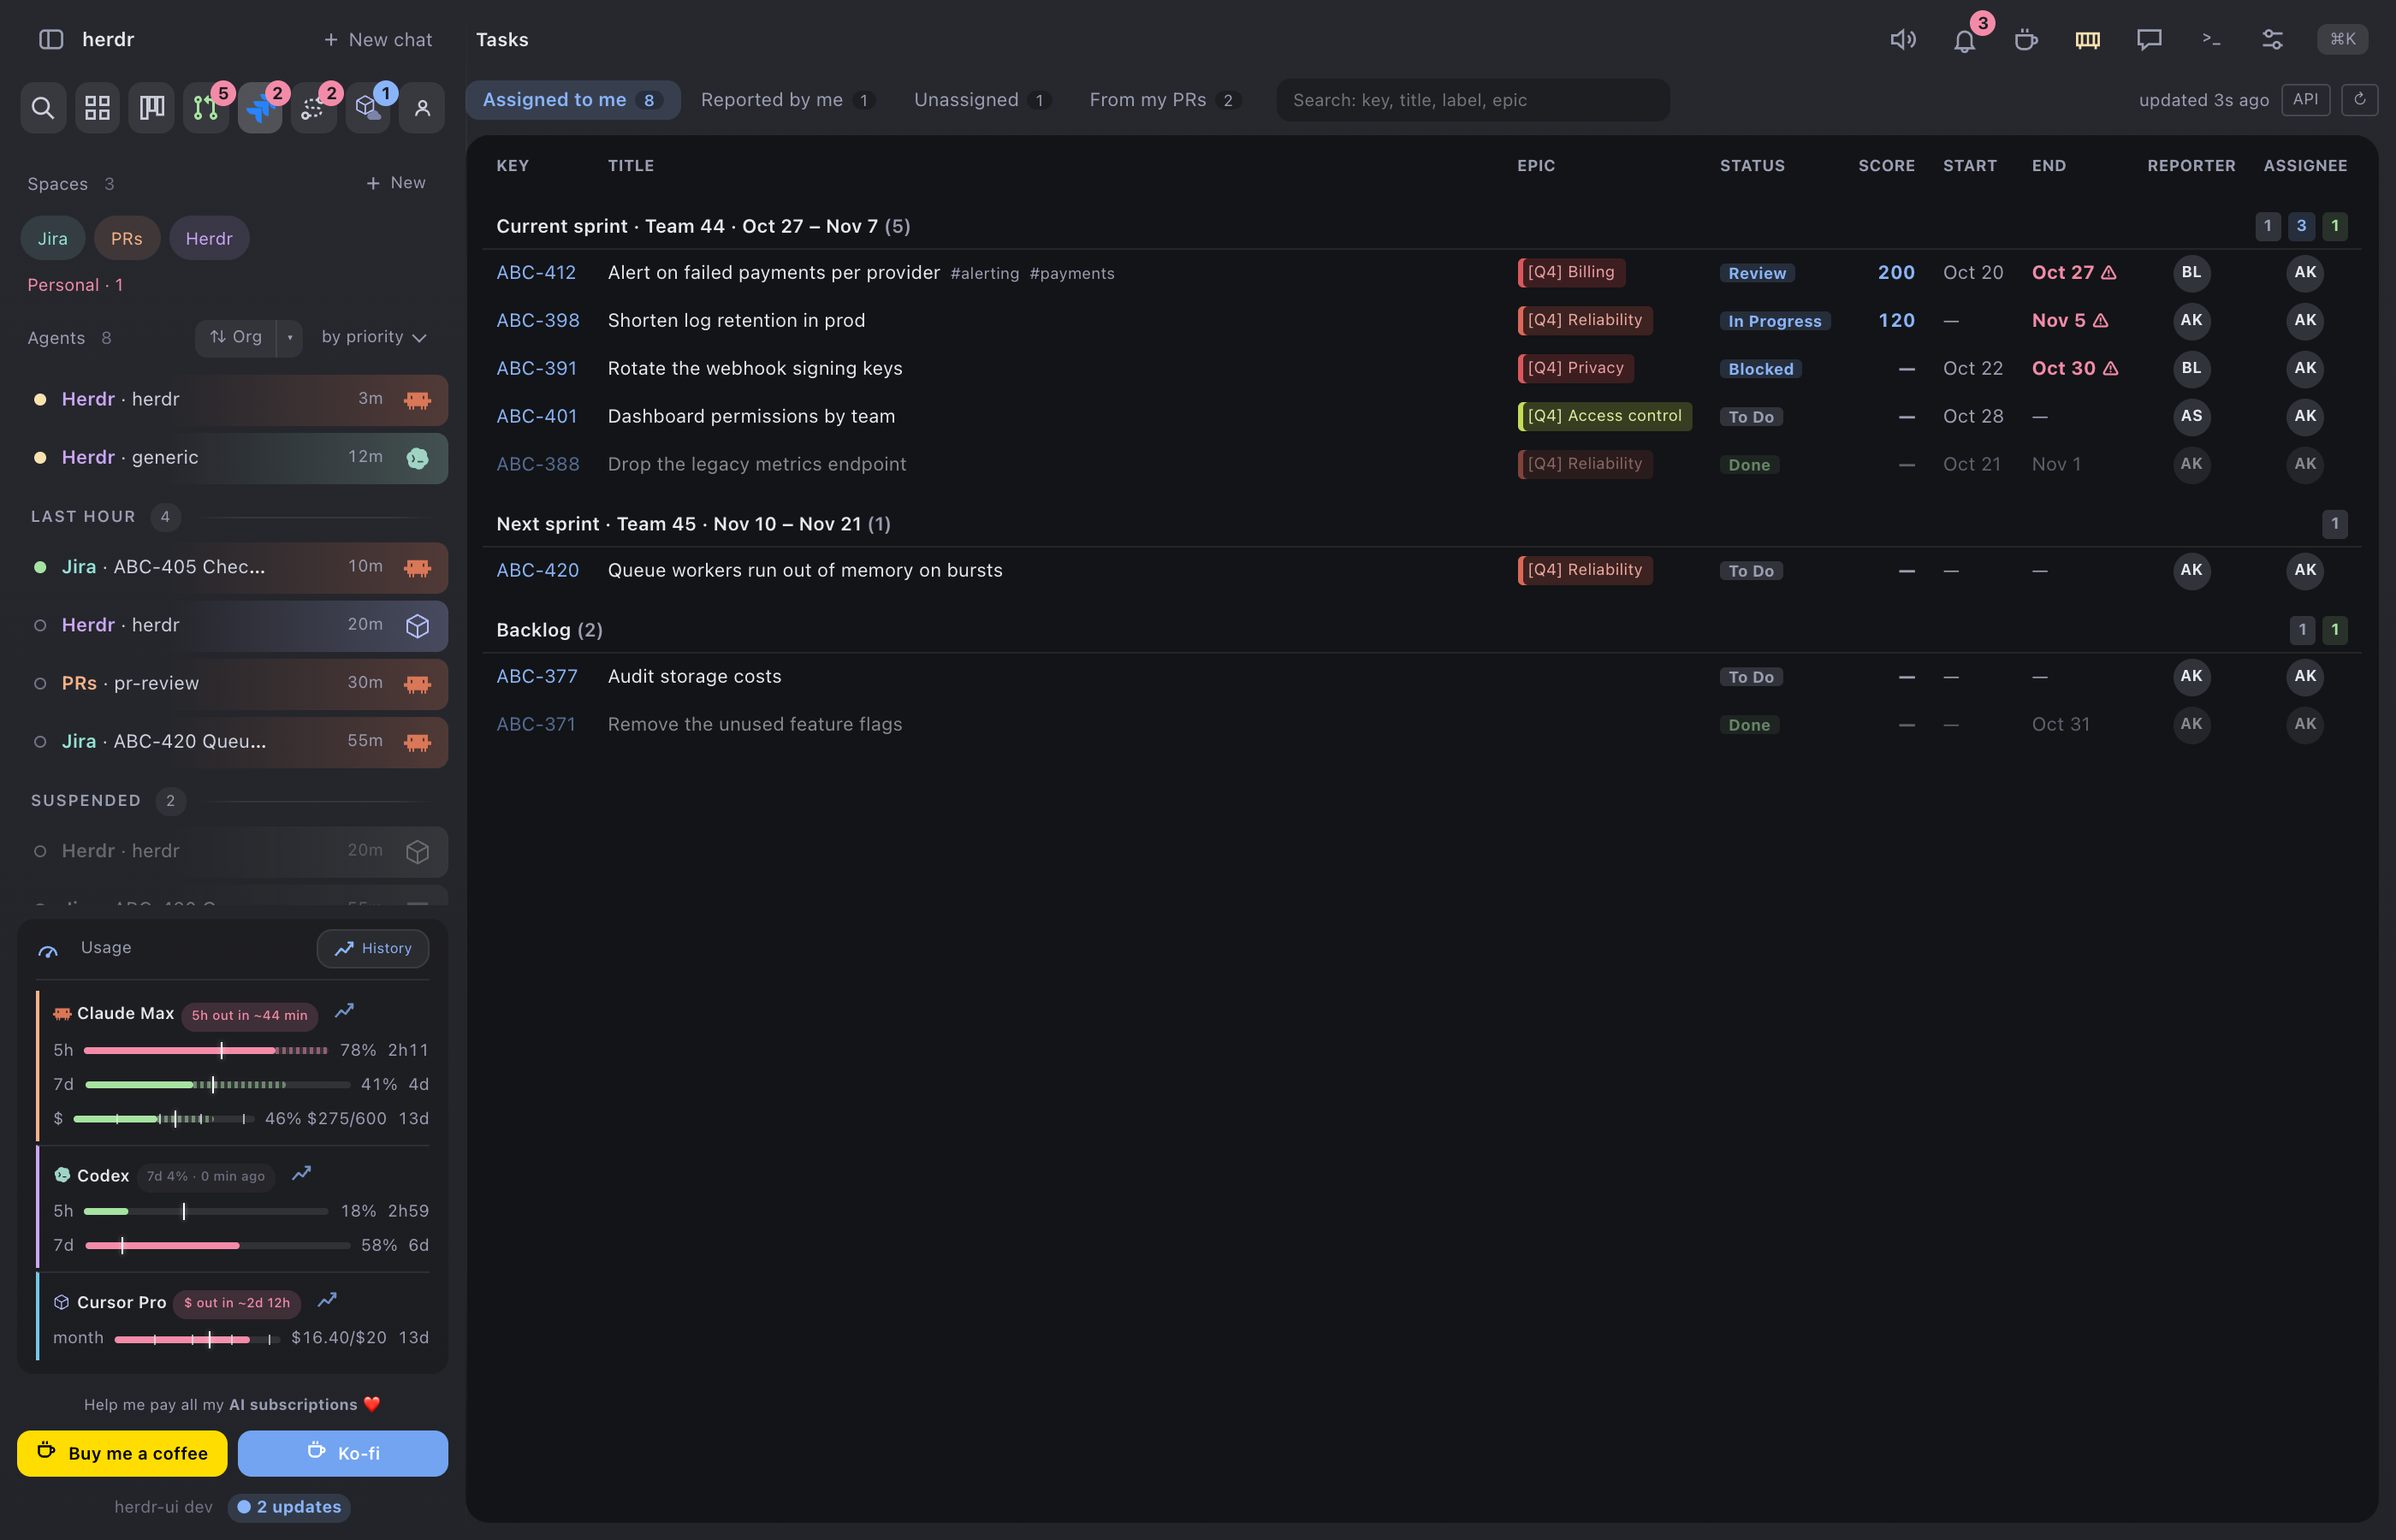 herdr
+ New chat
5
2
2
1
Spaces 3
+ New
Jira
PRs
Herdr
Personal · 1
Agents 8
Org
by priority
Herdr · herdr 3m
Herdr · generic 12m
LAST HOUR 4
Jira · ABC-405 Chec... 10m
Herdr · herdr 20m
PRs · pr-review 30m
Jira · ABC-420 Queu... 55m
SUSPENDED 2
Herdr · herdr 20m
Usage
History
Claude Max 5h out in ~44 min
5h 78% 2h11
7d 41% 4d
$ 46% $275/600 13d
Codex 7d 4% · 0 min ago
5h 18% 2h59
7d 58% 6d
Cursor Pro $ out in ~2d 12h
month $16.40/$20 13d
Help me pay all my AI subscriptions ❤️
Buy me a coffee
Ko-fi
herdr-ui dev 2 updates
Tasks
3
⌘K
Assigned to me 8
Reported by me 1
Unassigned 1
From my PRs 2
Search: key, title, label, epic
updated 3s ago
API
KEY TITLE EPIC STATUS SCORE START END REPORTER ASSIGNEE
Current sprint · Team 44 · Oct 27 – Nov 7 (5) 1 3 1
ABC-412 Alert on failed payments per provider #alerting #payments [Q4] Billing Review 200 Oct 20 Oct 27 BL AK
ABC-398 Shorten log retention in prod [Q4] Reliability In Progress 120 — Nov 5 AK AK
ABC-391 Rotate the webhook signing keys [Q4] Privacy Blocked — Oct 22 Oct 30 BL AK
ABC-401 Dashboard permissions by team [Q4] Access control To Do — Oct 28 — AS AK
ABC-388 Drop the legacy metrics endpoint [Q4] Reliability Done — Oct 21 Nov 1 AK AK
Next sprint · Team 45 · Nov 10 – Nov 21 (1) 1
ABC-420 Queue workers run out of memory on bursts [Q4] Reliability To Do — — — AK AK
Backlog (2) 1 1
ABC-377 Audit storage costs To Do — — — AK AK
ABC-371 Remove the unused feature flags Done — — Oct 31 AK AK